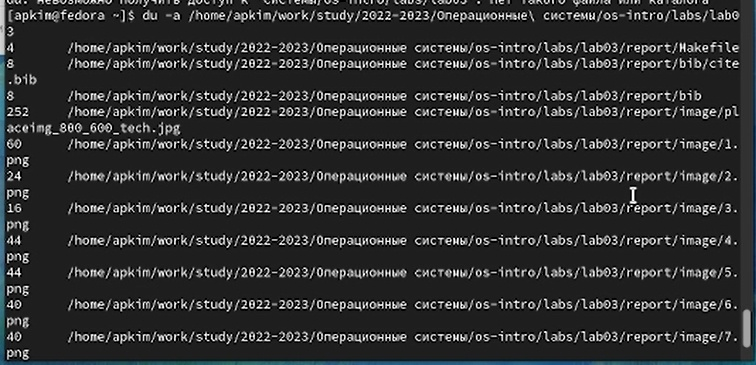 du: невозможно получить доступ к 'системы/os-intro/labs/lab03': Нет такого файла или каталога
[apkim@fedora ~]$ du -a /home/apkim/work/study/2022-2023/Операционные\ системы/os-intro/labs/lab0
3
4 /home/apkim/work/study/2022-2023/Операционные системы/os-intro/labs/lab03/report/Makefile
8 /home/apkim/work/study/2022-2023/Операционные системы/os-intro/labs/lab03/report/bib/cite
.bib
8 /home/apkim/work/study/2022-2023/Операционные системы/os-intro/labs/lab03/report/bib
252 /home/apkim/work/study/2022-2023/Операционные системы/os-intro/labs/lab03/report/image/pl
aceimg_800_600_tech.jpg
60 /home/apkim/work/study/2022-2023/Операционные системы/os-intro/labs/lab03/report/image/1.
png
24 /home/apkim/work/study/2022-2023/Операционные системы/os-intro/labs/lab03/report/image/2.
png
16 /home/apkim/work/study/2022-2023/Операционные системы/os-intro/labs/lab03/report/image/3.
png
44 /home/apkim/work/study/2022-2023/Операционные системы/os-intro/labs/lab03/report/image/4.
png
44 /home/apkim/work/study/2022-2023/Операционные системы/os-intro/labs/lab03/report/image/5.
png
40 /home/apkim/work/study/2022-2023/Операционные системы/os-intro/labs/lab03/report/image/6.
png
40 /home/apkim/work/study/2022-2023/Операционные системы/os-intro/labs/lab03/report/image/7.
png